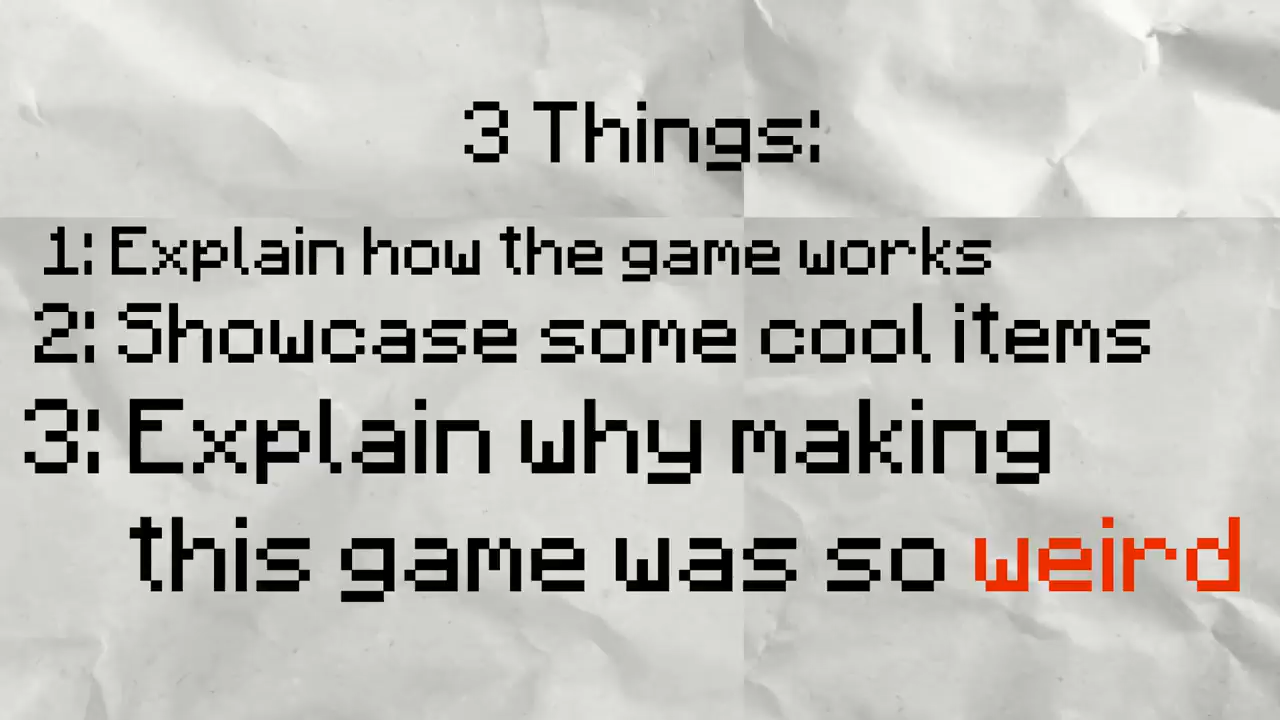 3 Things:
1: Explain how the game works
2: Showcase some cool items
3: Explain why making
this game was so weird